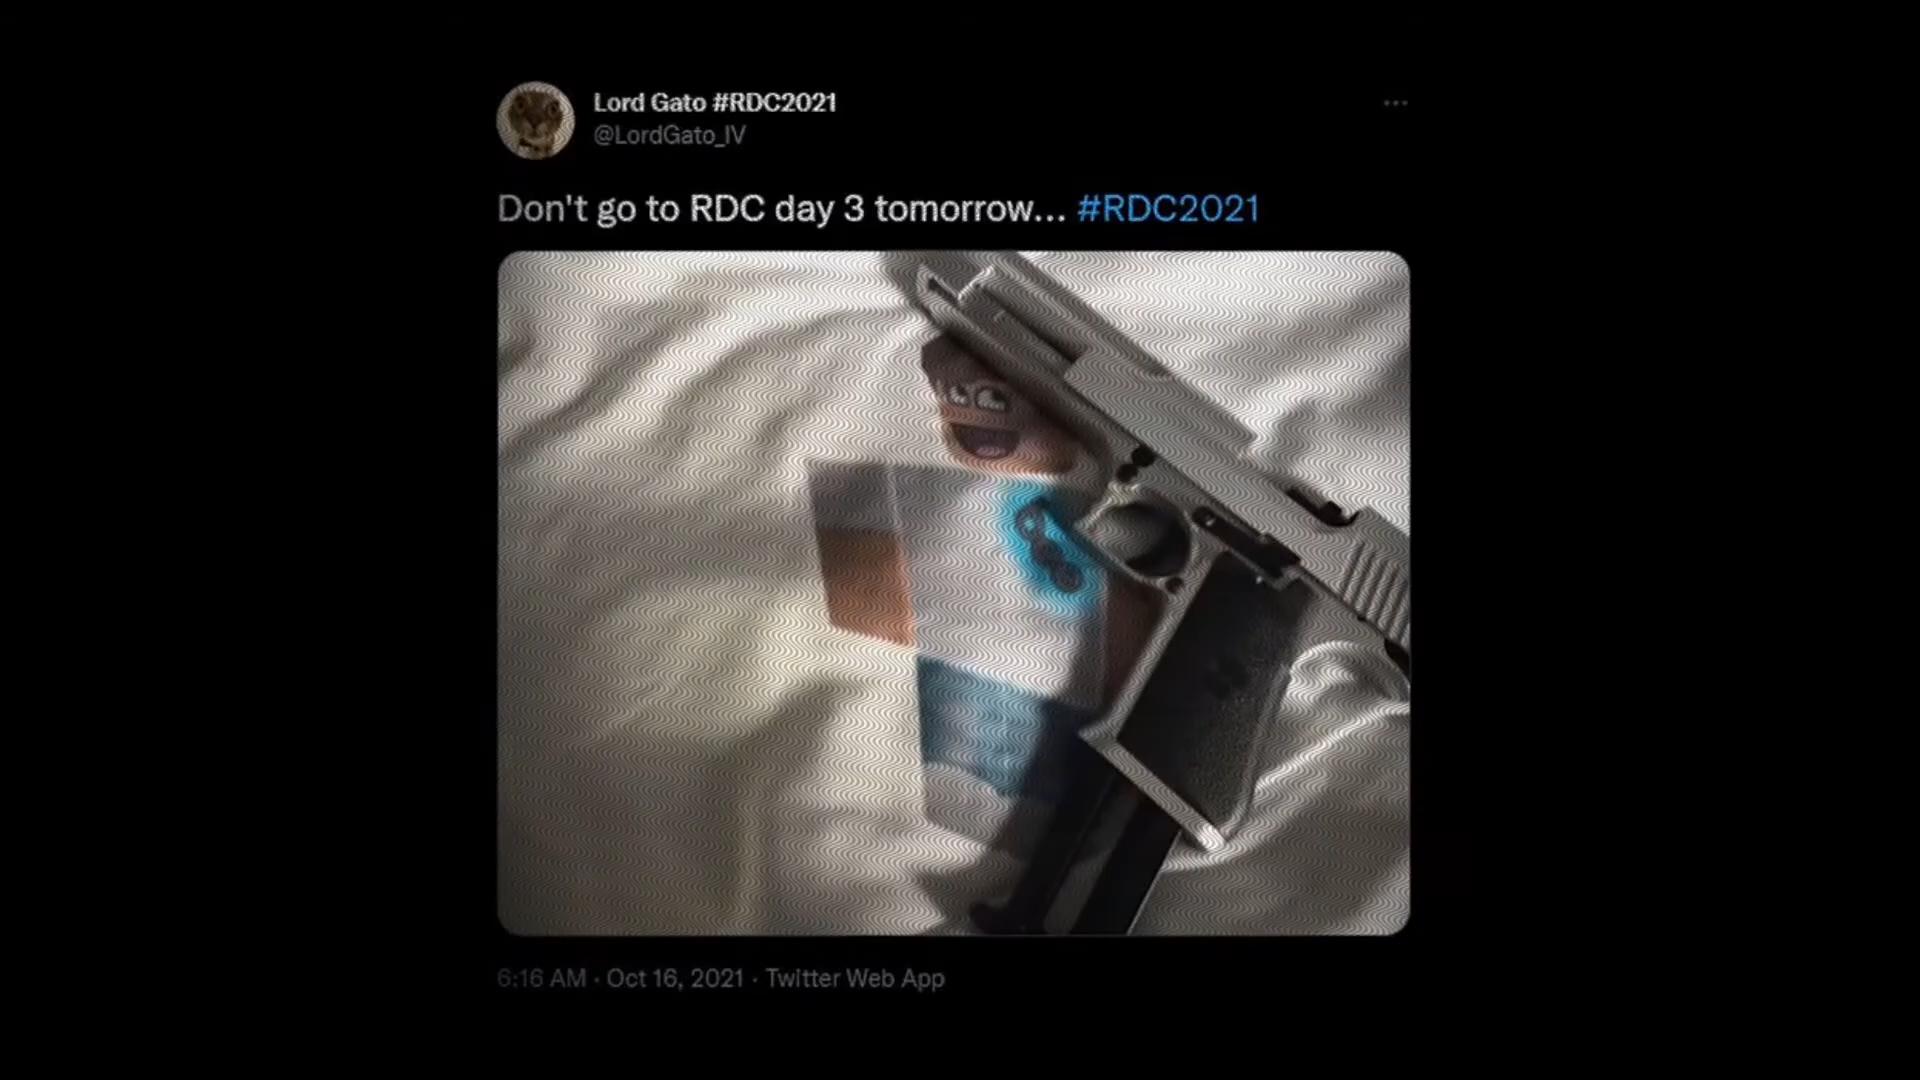 Lord Gato #RDC2021
@LordGato_IV
Don't go to RDC day 3 tomorrow... #RDC2021
6:16 AM · Oct 16, 2021 · Twitter Web App